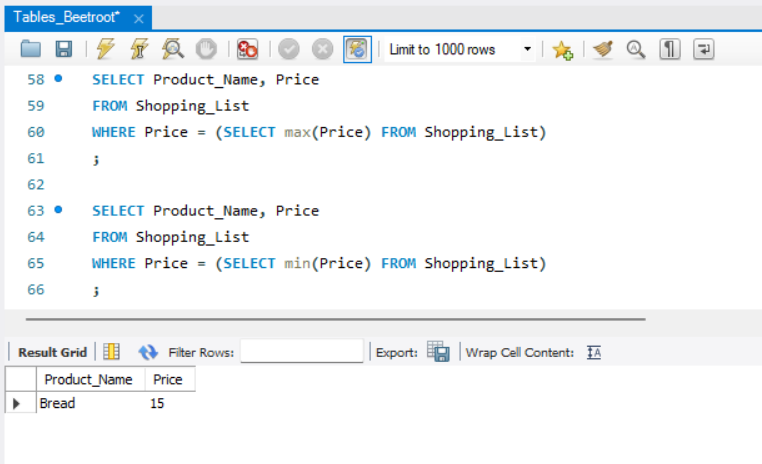 Tables_Beetroot*
Limit to 1000 rows
58 SELECT Product_Name, Price
59 FROM Shopping_List
60 WHERE Price = (SELECT max(Price) FROM Shopping_List)
61 ;
62
63 SELECT Product_Name, Price
64 FROM Shopping_List
65 WHERE Price = (SELECT min(Price) FROM Shopping_List)
66 ;
Result Grid Filter Rows: Export: Wrap Cell Content:
Product_Name Price
Bread 15